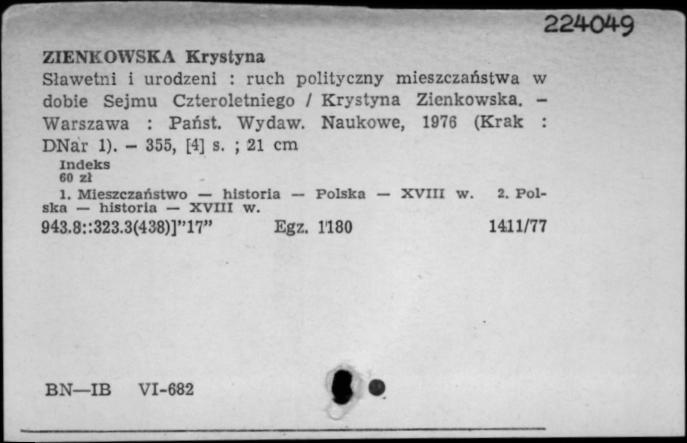 224049
ZIENKOWSKA Krystyna
Sławetni i urodzeni : ruch polityczny mieszczaństwa w
dobie Sejmu Czteroletniego / Krystyna Zienkowska. —
Warszawa : Państ. Wydaw. Naukowe, 1976 (Krak :
DNar 1). — 355, [4] s. ; 21 cm
Indeks
60 zł
1. Mieszczaństwo — historia — Polska — XVIII w. 2. Pol-
ska — historia — XVIII w.
943.8::323.3(438)]"17" Egz. 1180 1411/77
BN—IB VI-682